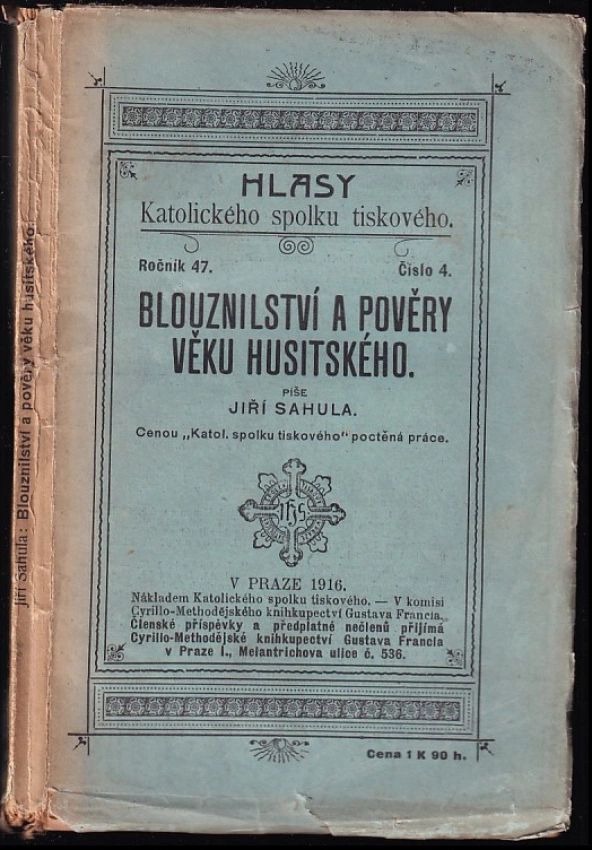 HLASY
Katolického spolku tiskového.
Ročník 47. Číslo 4.
BLOUZNILSTVÍ A POVĚRY
VĚKU HUSITSKÉHO.
PÍŠE
JIŘÍ SAHULA.
Cenou „Katol. spolku tiskového“ poctěná práce.
IHS
V PRAZE 1916.
Nákladem Katolického spolku tiskového. — V komisi
Cyrillo-Methodějského knihkupectví Gustava Francla.
Členské příspěvky a předplatné nečlenů přijímá
Cyrillo-Methodějské knihkupectví Gustava Francla
v Praze I., Melantrichova ulice č. 536.
Cena 1 K 90 h.
Jiří Sahula: Blouznilství a pověry věku husitského.